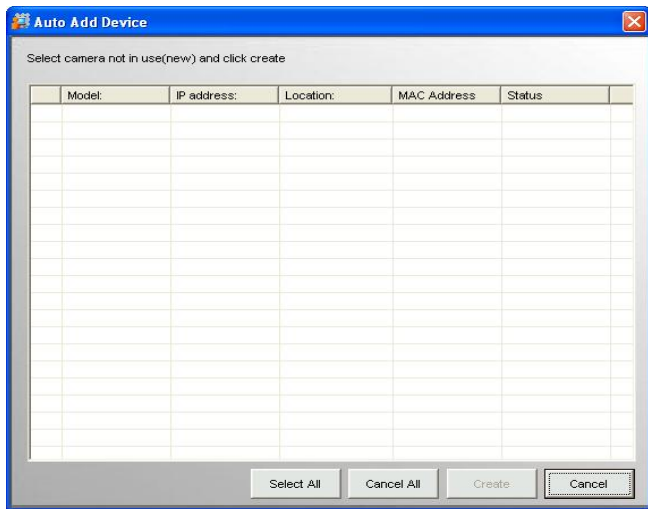 Auto Add Device
Select camera not in use(new) and click create
Model: IP address: Location: MAC Address Status
Select All Cancel All Create Cancel